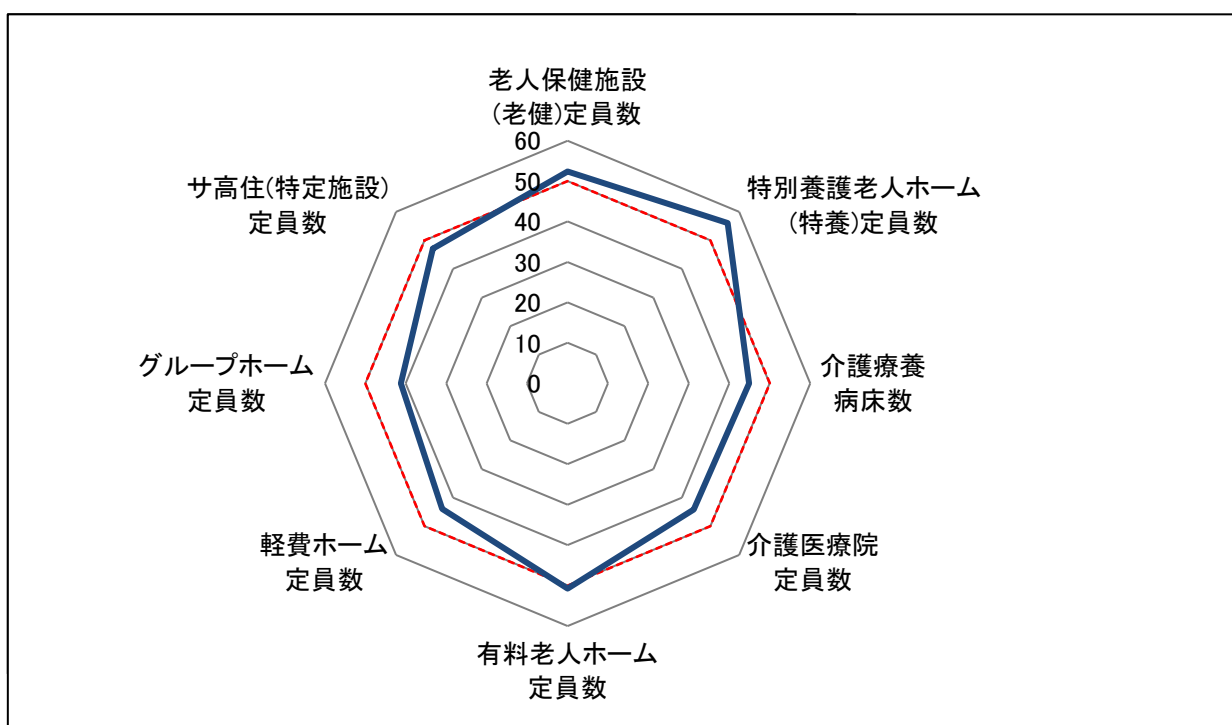 老人保健施設
(老健)定員数
特別養護老人ホーム
(特養)定員数
介護療養
病床数
介護医療院
定員数
有料老人ホーム
定員数
軽費ホーム
定員数
グループホーム
定員数
サ高住(特定施設)
定員数
60
50
40
30
20
10
0